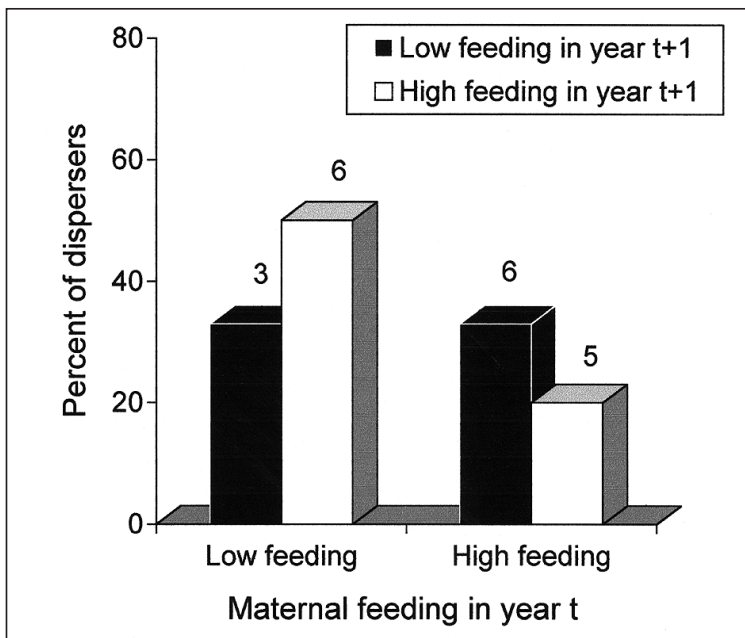 80
60
40
20
0
Percent of dispersers
Low feeding in year t+1
High feeding in year t+1
3
6
6
5
Low feeding
High feeding
Maternal feeding in year t